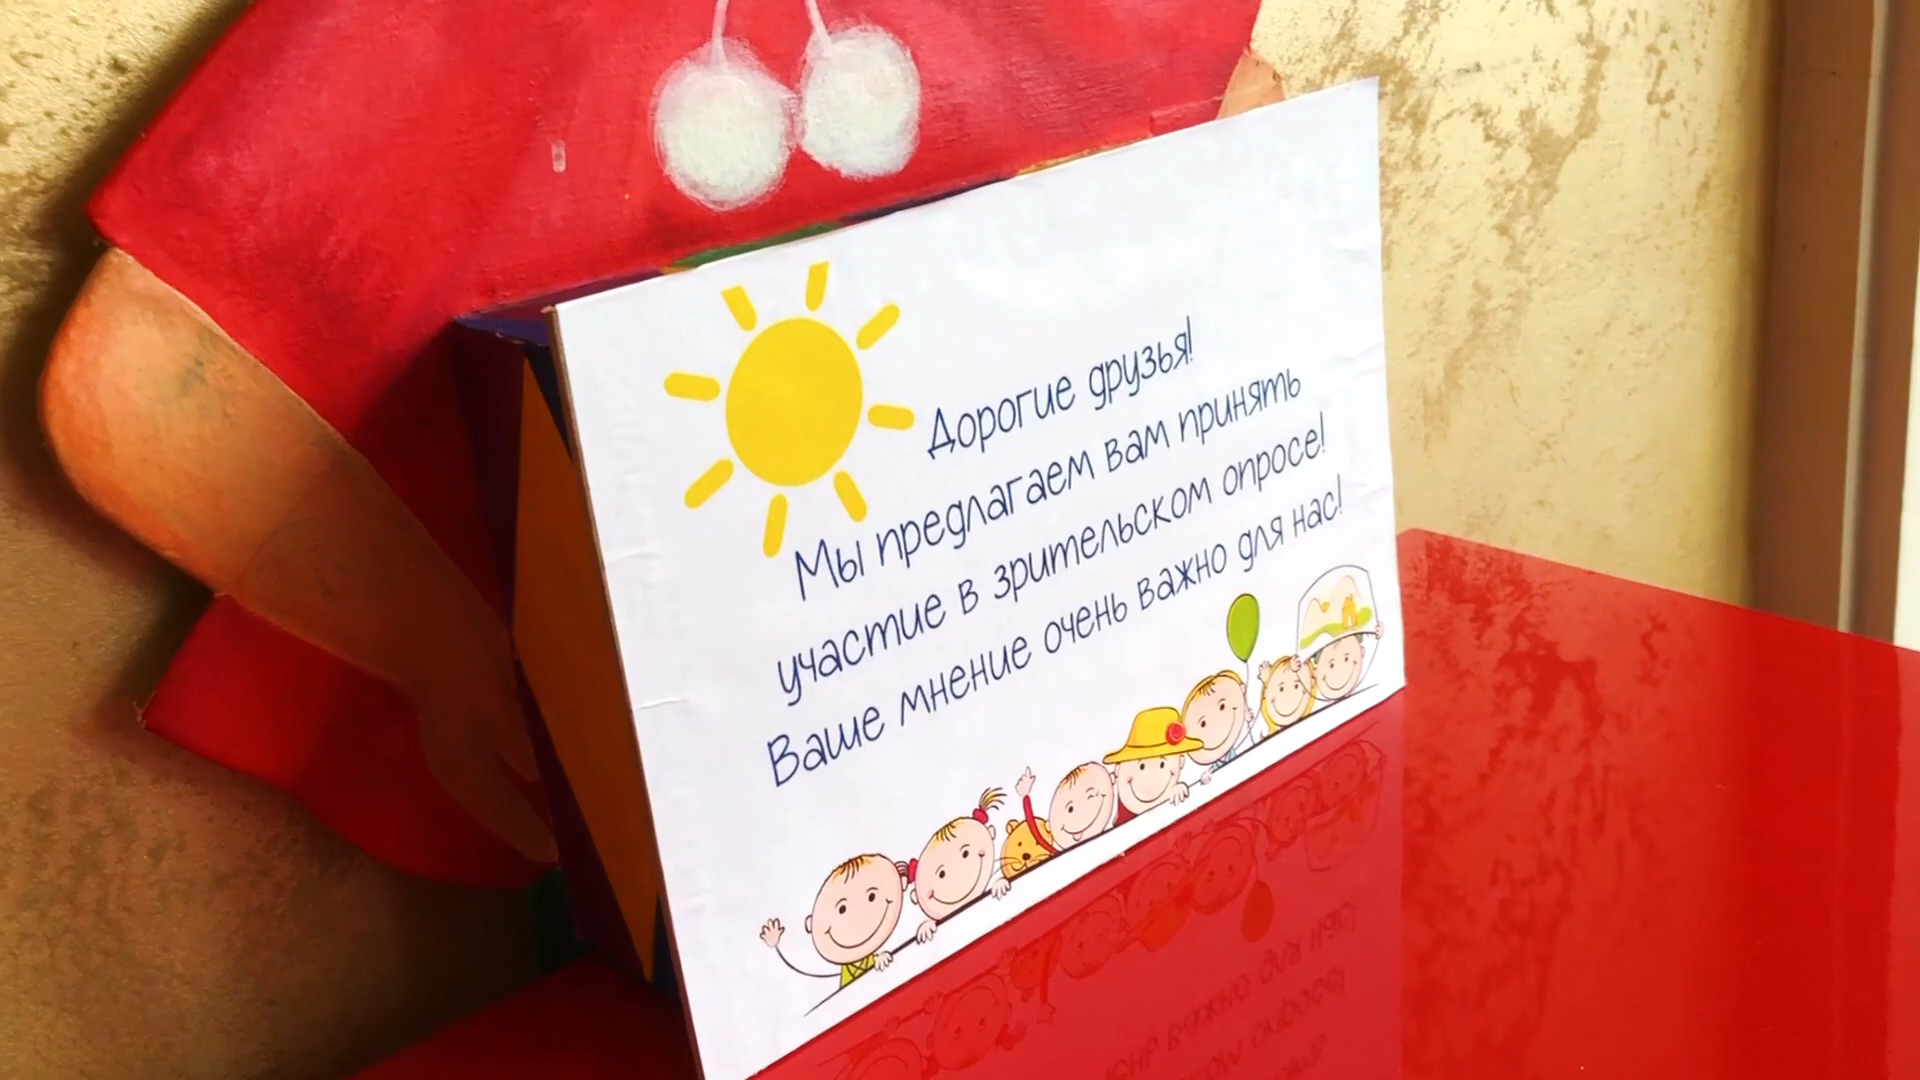 Дорогие друзья!
Мы предлагаем вам принять
участие в зрительском опросе!
Ваше мнение очень важно для нас!